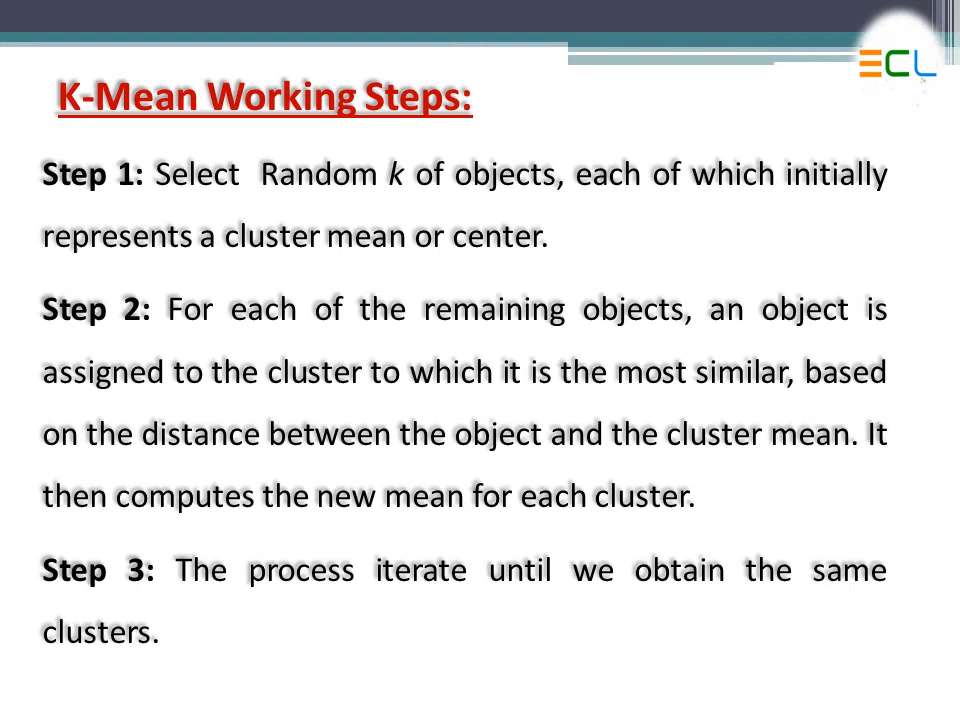 ECL
K-Mean Working Steps:
Step 1: Select Random k of objects, each of which initially
represents a cluster mean or center.
Step 2: For each of the remaining objects, an object is
assigned to the cluster to which it is the most similar, based
on the distance between the object and the cluster mean. It
then computes the new mean for each cluster.
Step 3: The process iterate until we obtain the same
clusters.